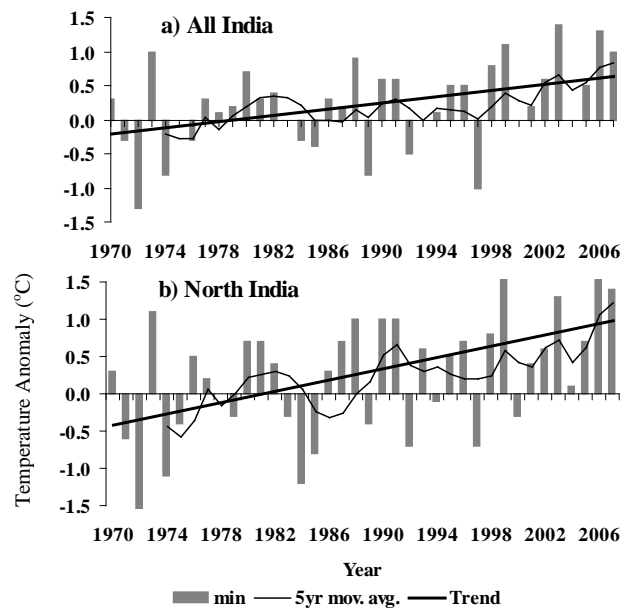 a) All India
1.5
1.0
0.5
0.0
0.5
1.0
1.5
1970 1974 1978 1982 1986 1990 1994 1998 2002 2006
b) North India
1.5
1.0
0.5
0.0
-0.5
-1.0
-1.5
1970 1974 1978 1982 1986 1990 1994 1998 2002 2006
Temperature Anomaly (°C)
Year
min 5yr mov. avg. Trend